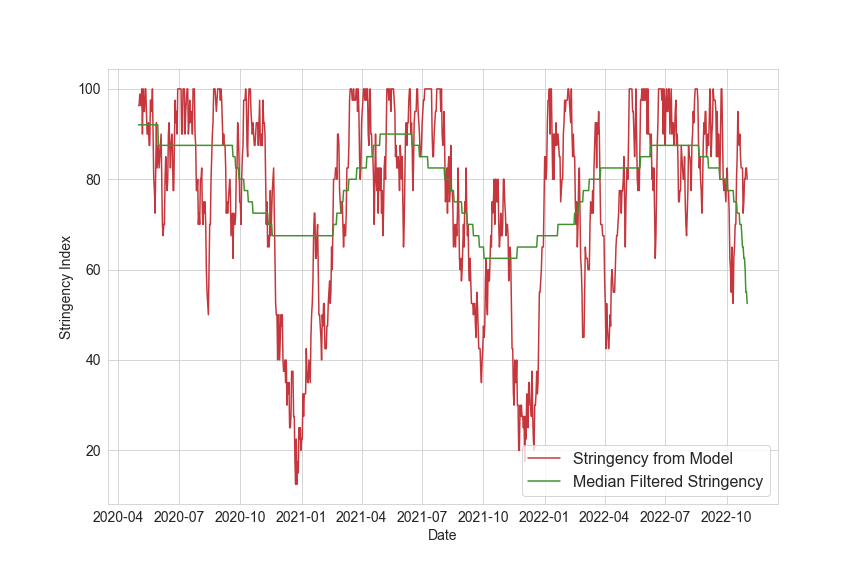 100
80
60
40
20
Stringency Index
Stringency from Model
Median Filtered Stringency
2020-04 2020-07 2020-10 2021-01 2021-04 2021-07 2021-10 2022-01 2022-04 2022-07 2022-10
Date